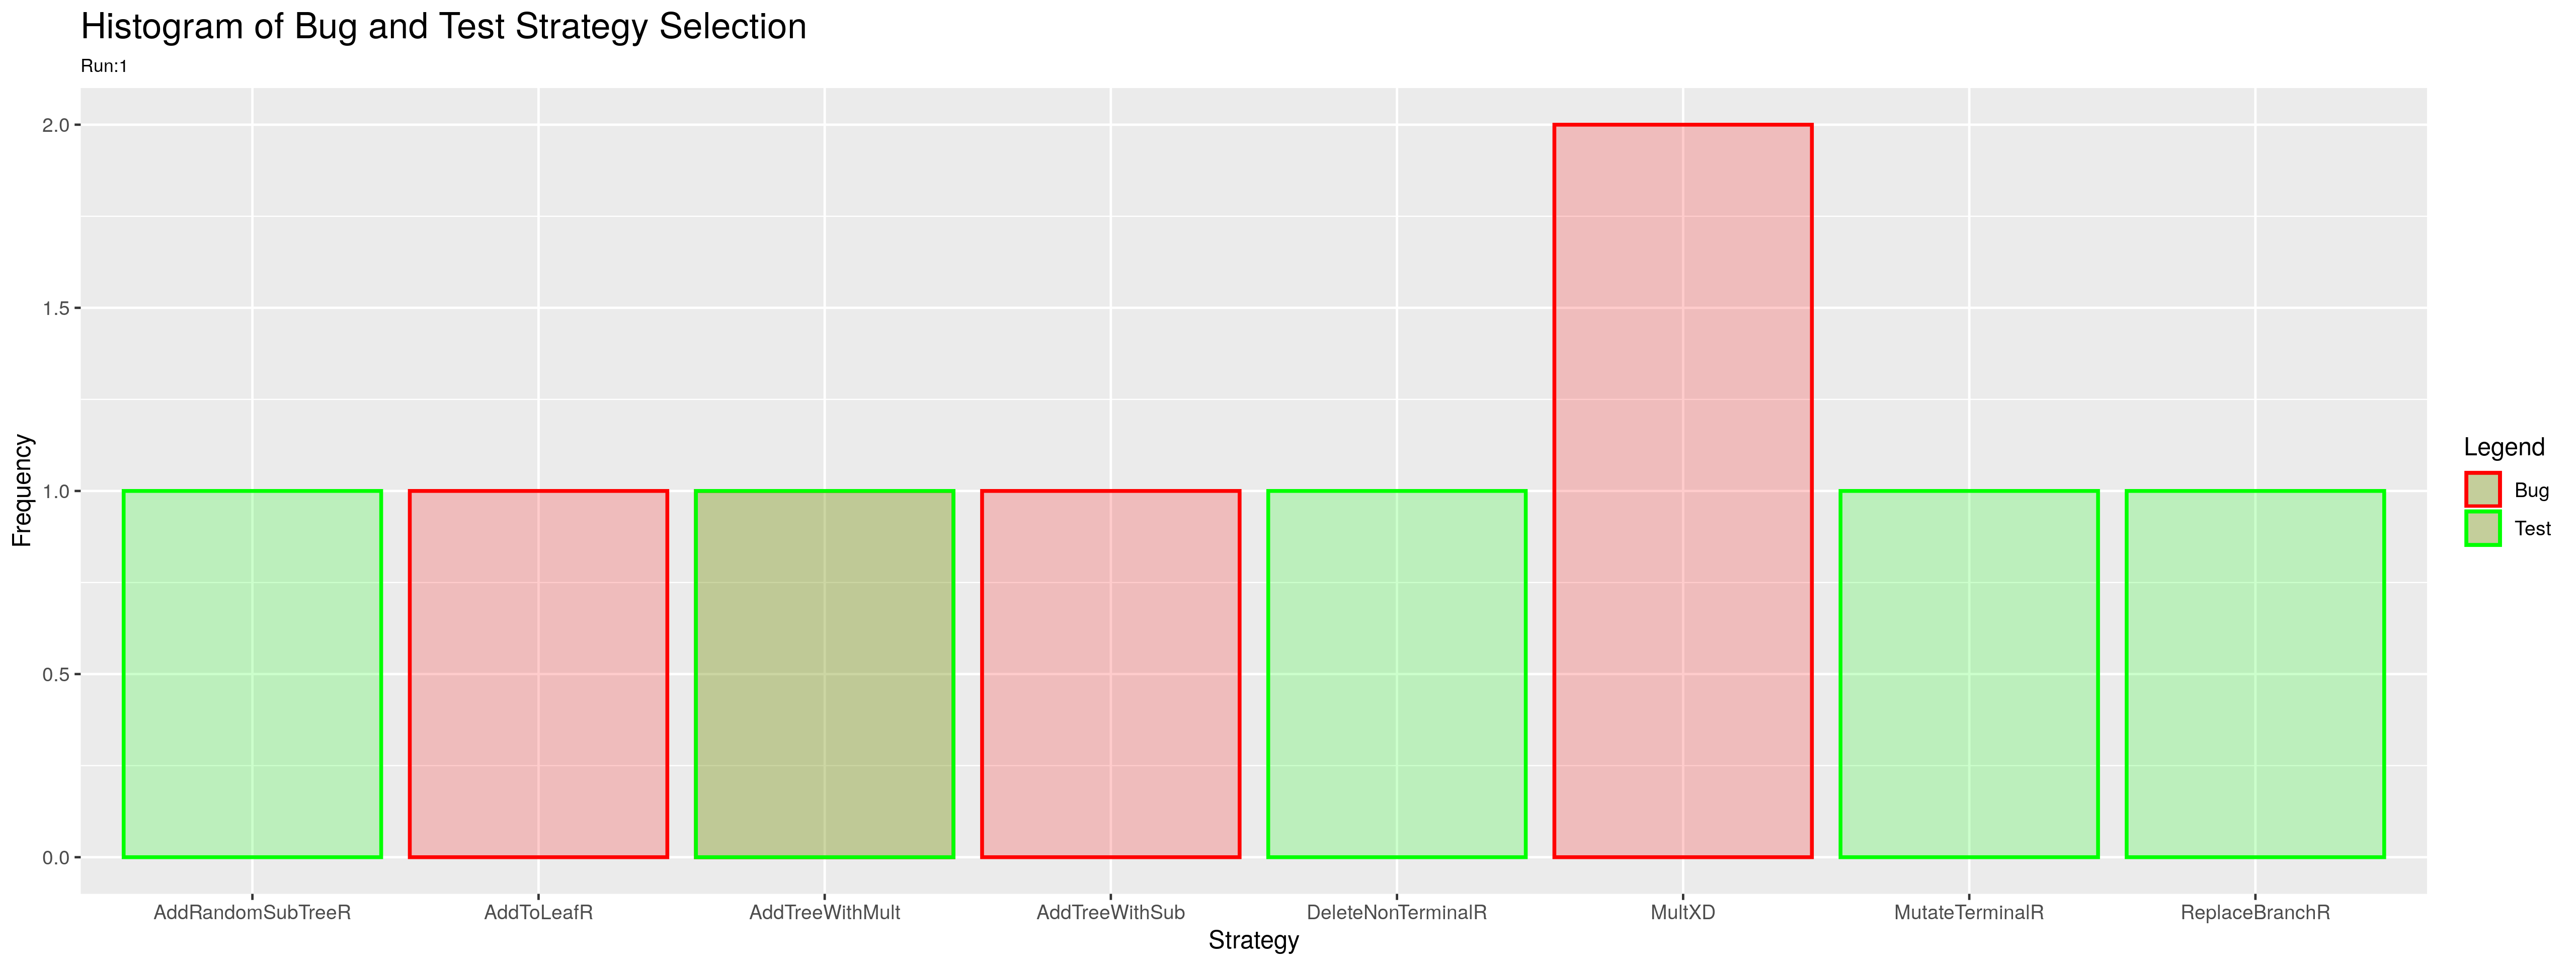 Histogram of Bug and Test Strategy Selection
Run:1
Frequency
2.0
1.5
1.0
0.5
0.0
AddRandomSubTreeR
AddToLeafR
AddTreeWithMult
AddTreeWithSub
DeleteNonTerminalR
MultXD
MutateTerminalR
ReplaceBranchR
Strategy
Legend
Bug
Test